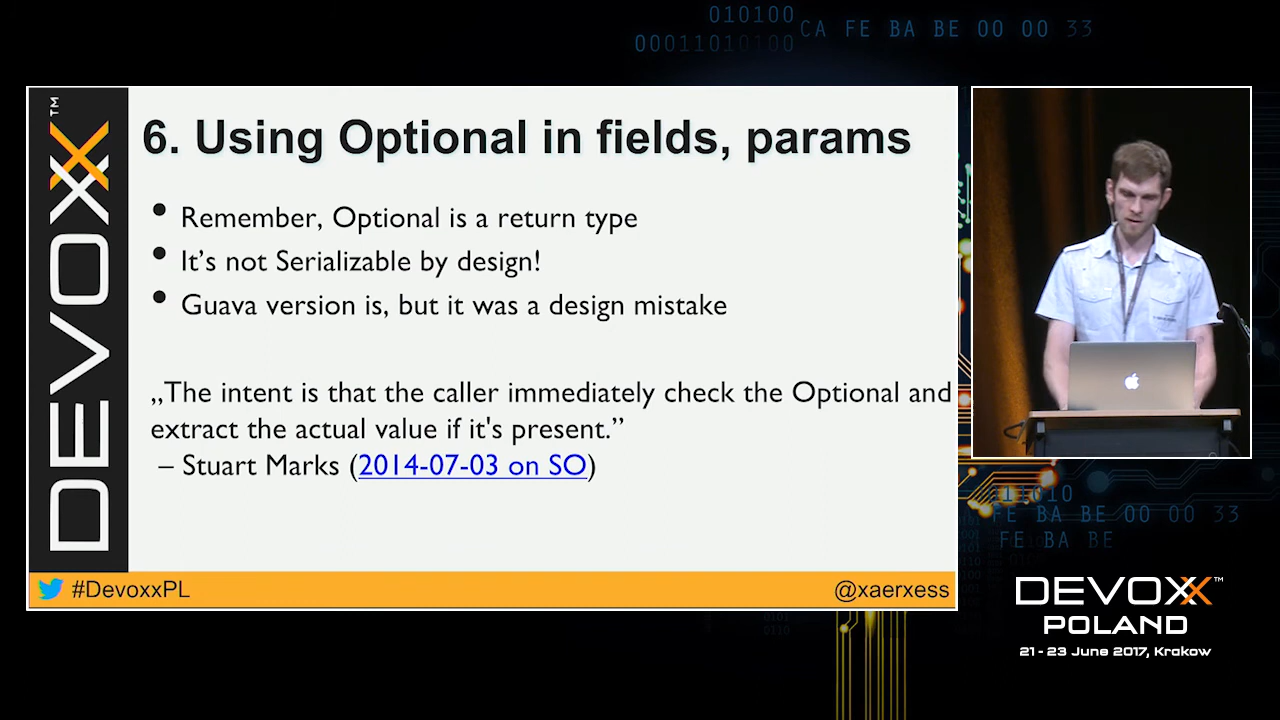 010100
00011010100
CA FE BA BE 00 00 33
DEVOXX™
6. Using Optional in fields, params
• Remember, Optional is a return type
• It’s not Serializable by design!
• Guava version is, but it was a design mistake
„The intent is that the caller immediately check the Optional and
extract the actual value if it's present.”
– Stuart Marks (2014-07-03 on SO)
#DevoxxPL
@xaerxess
111010
FE BA BE 00 00 33
FE BA BE
DEVOXX™
POLAND
21 - 23 June 2017, Krakow